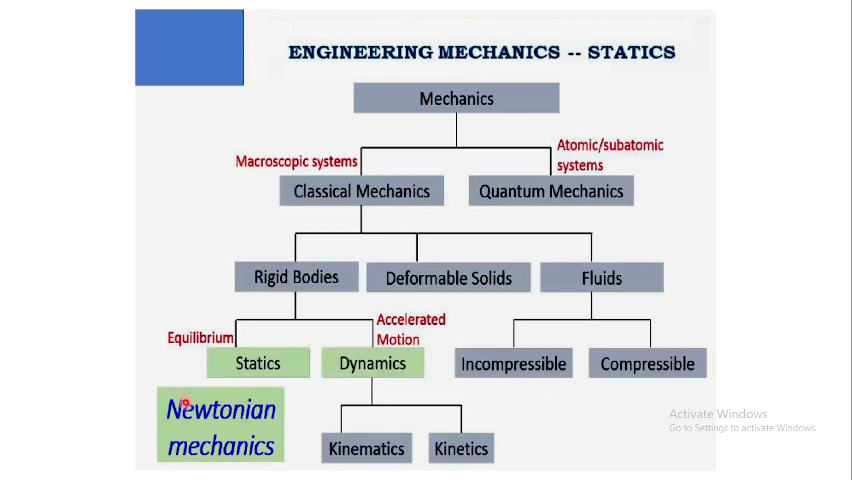 ENGINEERING MECHANICS -- STATICS
Mechanics
Macroscopic systems
Atomic/subatomic
systems
Classical Mechanics
Quantum Mechanics
Rigid Bodies
Deformable Solids
Fluids
Equilibrium
Accelerated
Motion
Statics
Dynamics
Incompressible
Compressible
Newtonian
mechanics
Kinematics
Kinetics
Activate Windows
Go to Settings to activate Windows.